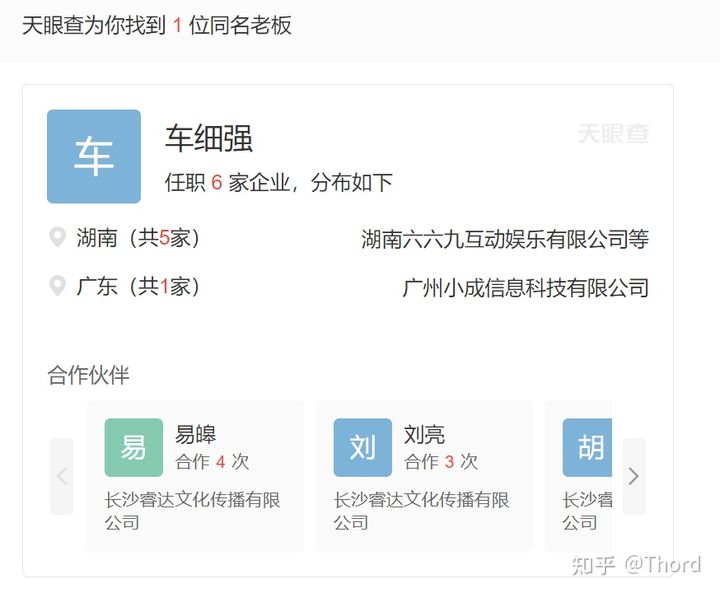 天眼查为你找到 1 位同名老板
车
车细强
天眼查
任职 6 家企业，分布如下
湖南（共5家）
湖南六六九互动娱乐有限公司等
广东（共1家）
广州小成信息科技有限公司
合作伙伴
易
易皞
合作 4 次
长沙睿达文化传播有限
公司
刘
刘亮
合作 3 次
长沙睿达文化传播有限
公司
胡
长沙睿
公司
知乎 @Thord